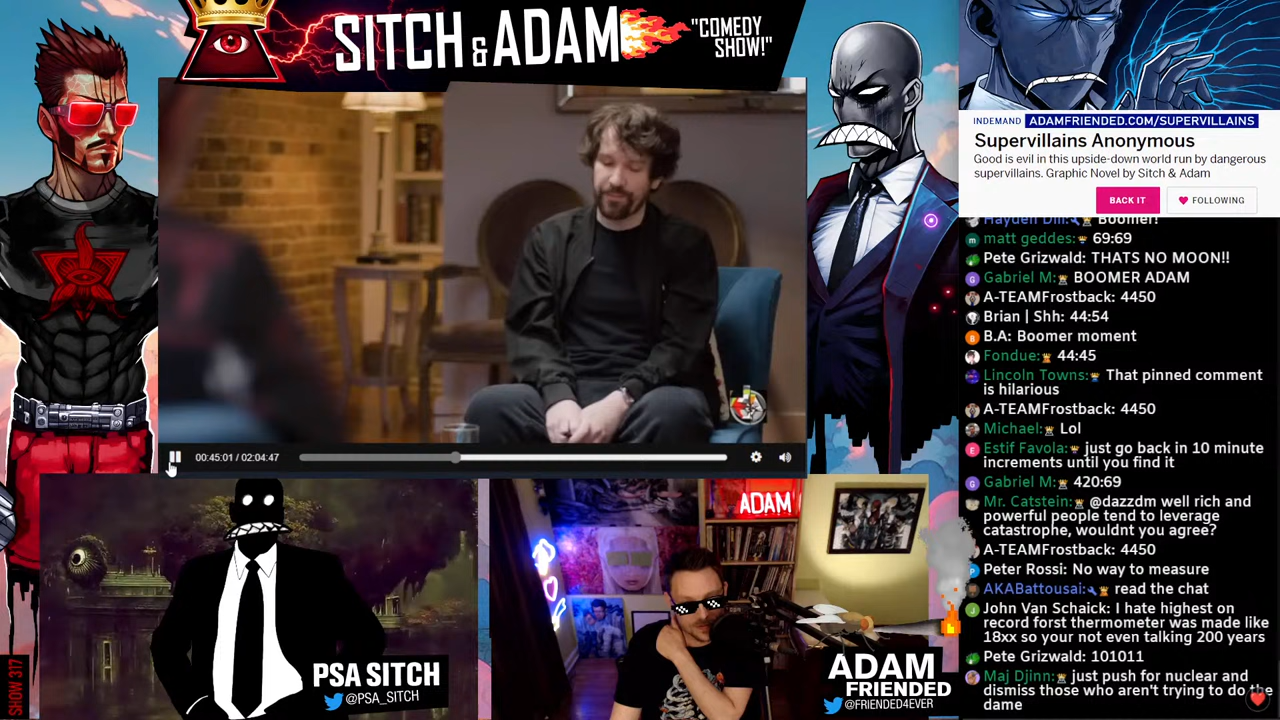 SITCH & ADAM
"COMEDY
SHOW!"
INDEMAND ADAMFRIENDED.COM/SUPERVILLAINS
Supervillains Anonymous
Good is evil in this upside-down world run by dangerous
supervillains. Graphic Novel by Sitch & Adam
BACK IT
FOLLOWING
Hayden Dill: Boomer!
matt geddes: 69:69
Pete Grizwald: THATS NO MOON!!
Gabriel M: BOOMER ADAM
A-TEAMFrostback: 4450
Brian | Shh: 44:54
B.A: Boomer moment
Fondue: 44:45
Lincoln Towns: That pinned comment
is hilarious
A-TEAMFrostback: 4450
Michael: Lol
Estif Favola: just go back in 10 minute
increments until you find it
Gabriel M: 420:69
Mr. Catstein: @dazzdm well rich and
powerful people tend to leverage
catastrophe, wouldnt you agree?
A-TEAMFrostback: 4450
Peter Rossi: No way to measure
AKABattousai: read the chat
John Van Schaick: I hate highest on
record forst thermometer was made like
18xx so your not even talking 200 years
Pete Grizwald: 101011
Maj Djinn: just push for nuclear and
dismiss those who aren't trying to do the
dame
00:45:01 / 02:04:47
ADAM
PSA SITCH
@PSA_SITCH
ADAM
FRIENDED
@FRIENDED4EVER
SHOW 317